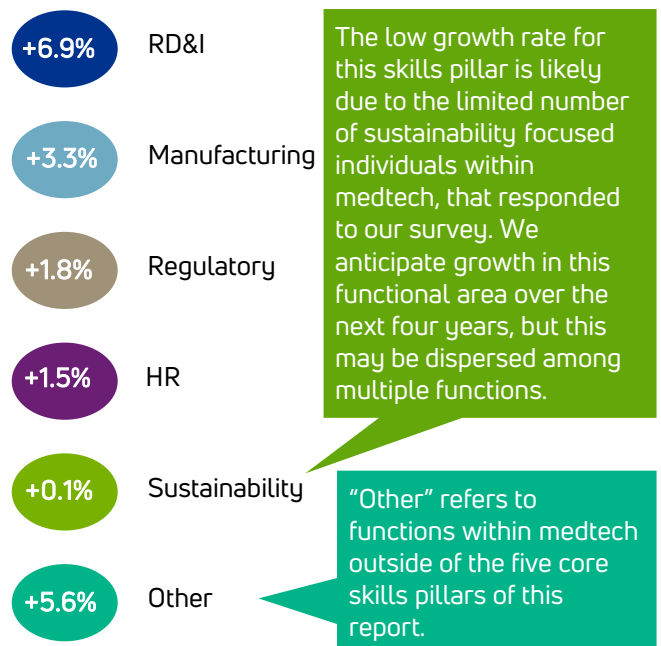 +6.9% RD&I
+3.3% Manufacturing
+1.8% Regulatory
+1.5% HR
+0.1% Sustainability
+5.6% Other
The low growth rate for
this skills pillar is likely
due to the limited number
of sustainability focused
individuals within
medtech, that responded
to our survey. We
anticipate growth in this
functional area over the
next four years, but this
may be dispersed among
multiple functions.
“Other” refers to
functions within medtech
outside of the five core
skills pillars of this
report.